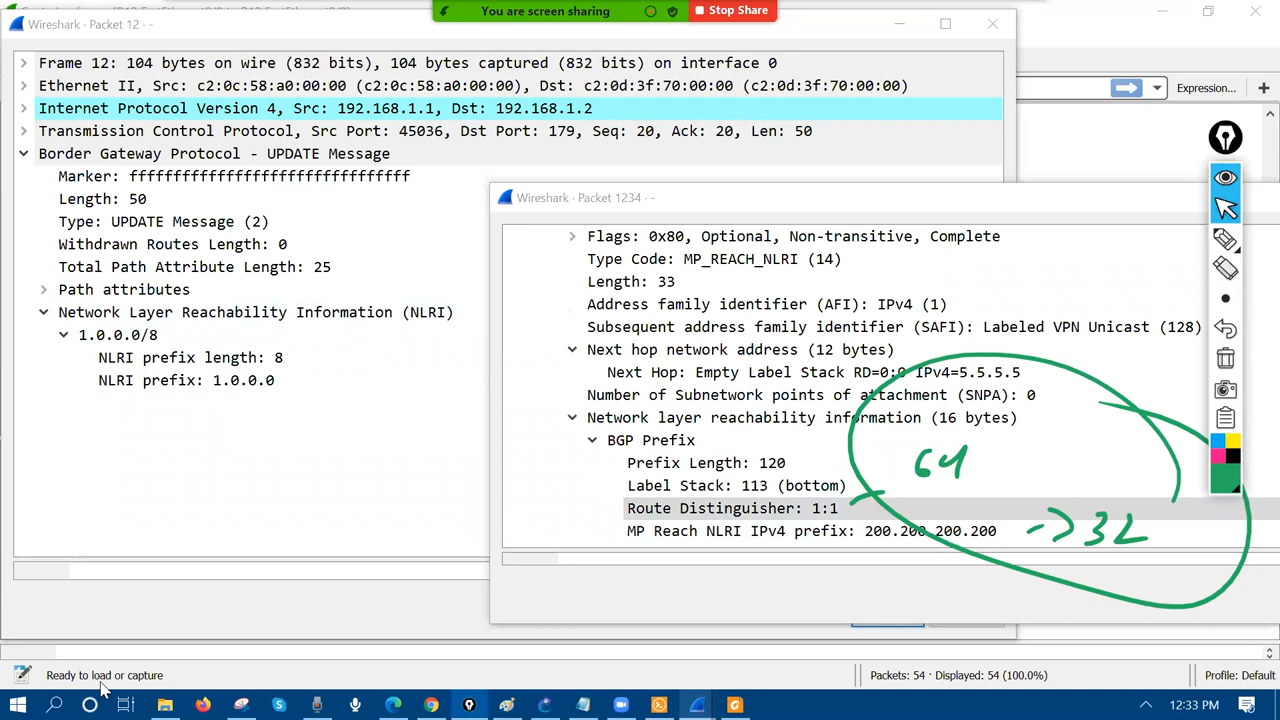 You are screen sharing
Stop Share
Wireshark · Packet 12 · -
Frame 12: 104 bytes on wire (832 bits), 104 bytes captured (832 bits) on interface 0
Ethernet II, Src: c2:0c:58:a0:00:00 (c2:0c:58:a0:00:00), Dst: c2:0d:3f:70:00:00 (c2:0d:3f:70:00:00)
Internet Protocol Version 4, Src: 192.168.1.1, Dst: 192.168.1.2
Transmission Control Protocol, Src Port: 45036, Dst Port: 179, Seq: 20, Ack: 20, Len: 50
Border Gateway Protocol - UPDATE Message
Marker: ffffffffffffffffffffffffffffffff
Length: 50
Type: UPDATE Message (2)
Withdrawn Routes Length: 0
Total Path Attribute Length: 25
Path attributes
Network Layer Reachability Information (NLRI)
1.0.0.0/8
NLRI prefix length: 8
NLRI prefix: 1.0.0.0
Expression...
Wireshark · Packet 1234 · -
Flags: 0x80, Optional, Non-transitive, Complete
Type Code: MP_REACH_NLRI (14)
Length: 33
Address family identifier (AFI): IPv4 (1)
Subsequent address family identifier (SAFI): Labeled VPN Unicast (128)
Next hop network address (12 bytes)
Next Hop: Empty Label Stack RD=0:0 IPv4=5.5.5.5
Number of Subnetwork points of attachment (SNPA): 0
Network layer reachability information (16 bytes)
BGP Prefix
Prefix Length: 120
64
Label Stack: 113 (bottom)
Route Distinguisher: 1:1
MP Reach NLRI IPv4 prefix: 200.200.200.200
->32
Ready to load or capture
Packets: 54 · Displayed: 54 (100.0%)
Profile: Default
12:33 PM